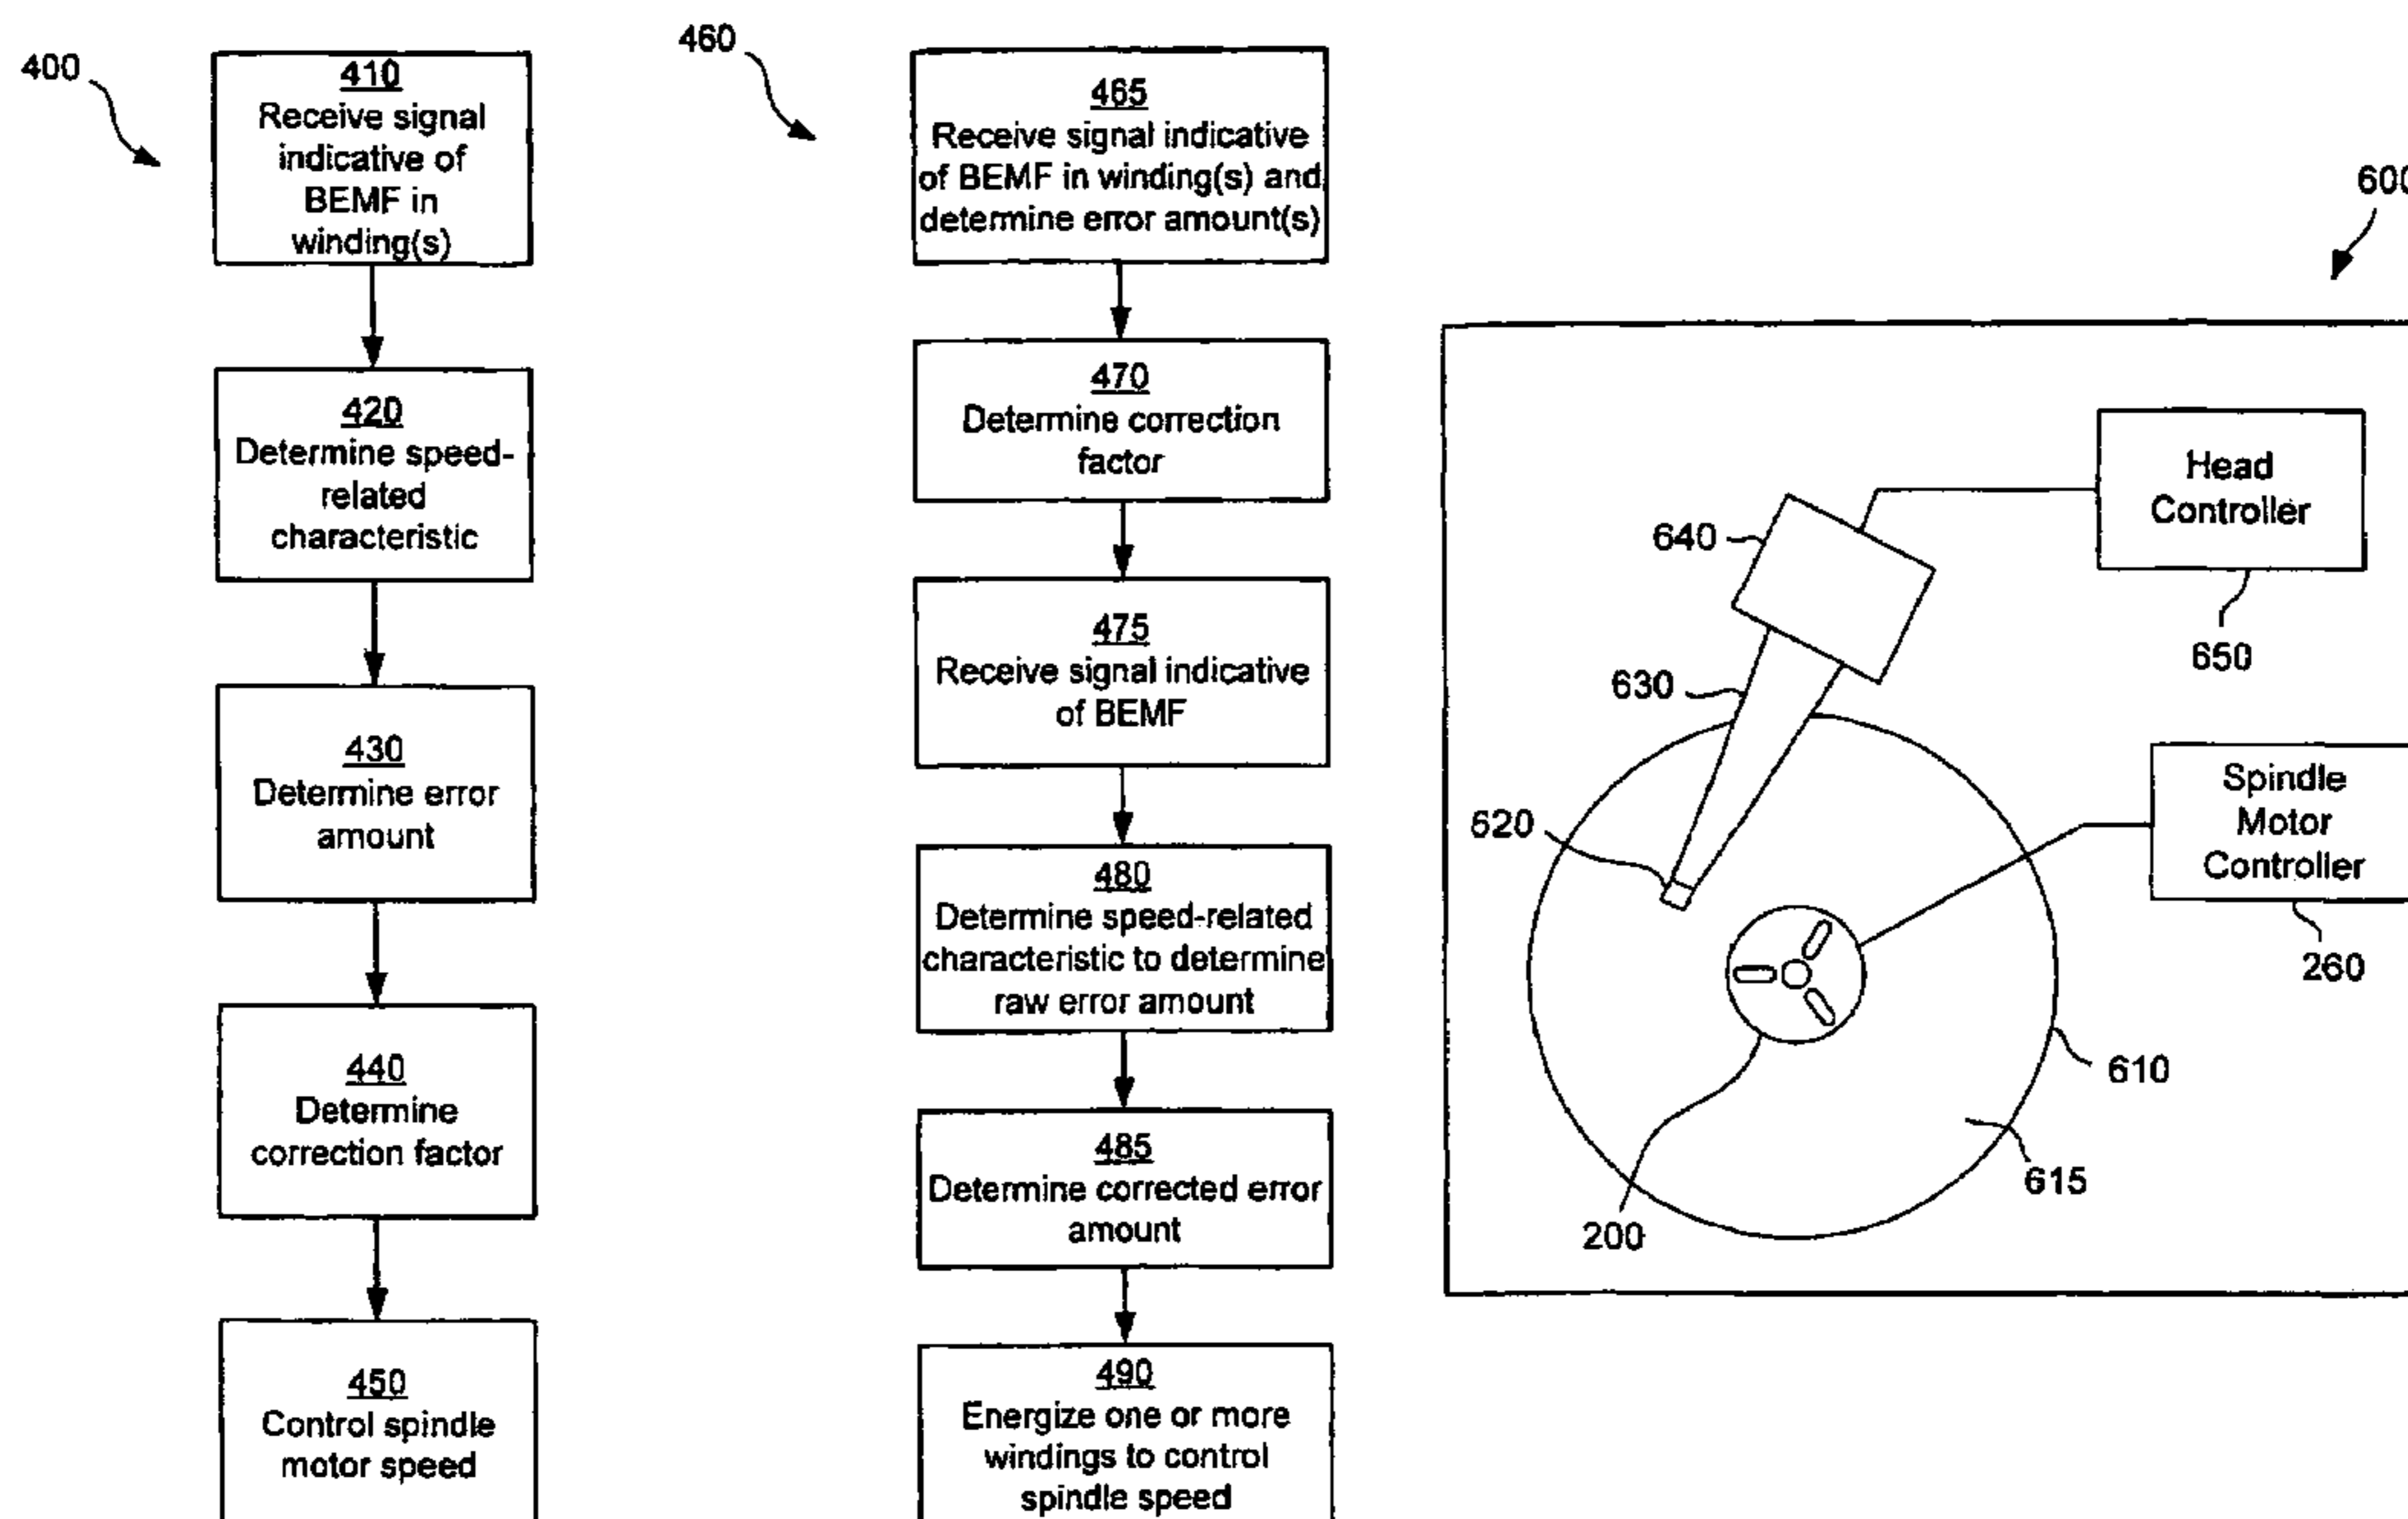 400
410
Receive signal
indicative of
BEMF in
winding(s)
420
Determine speed-
related
characteristic
430
Determine error
amount
440
Determine
correction factor
450
Control spindle
motor speed
460
465
Receive signal indicative
of BEMF in winding(s) and
determine error amount(s)
470
Determine correction
factor
475
Receive signal indicative
of BEMF
480
Determine speed-related
characteristic to determine
raw error amount
485
Determine corrected error
amount
490
Energize one or more
windings to control
spindle speed
600
Head
Controller
650
640
630
620
Spindle
Motor
Controller
260
610
615
200